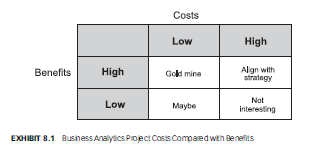 Costs
Low High
Benefits High Gold mine Align with
strategy
Low Maybe Not
interesting
EXHIBIT 8.1 Business Analytics Project Costs Compared with Benefits